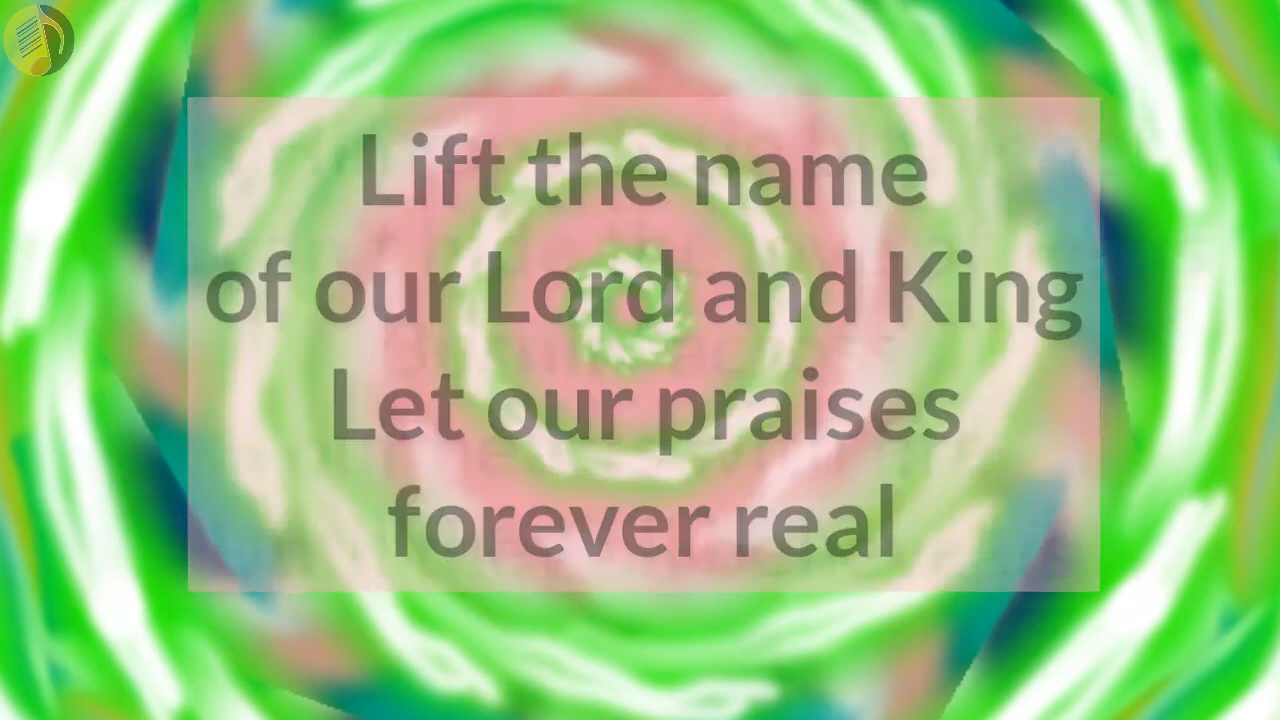 Lift the name
of our Lord and King
Let our praises
forever real